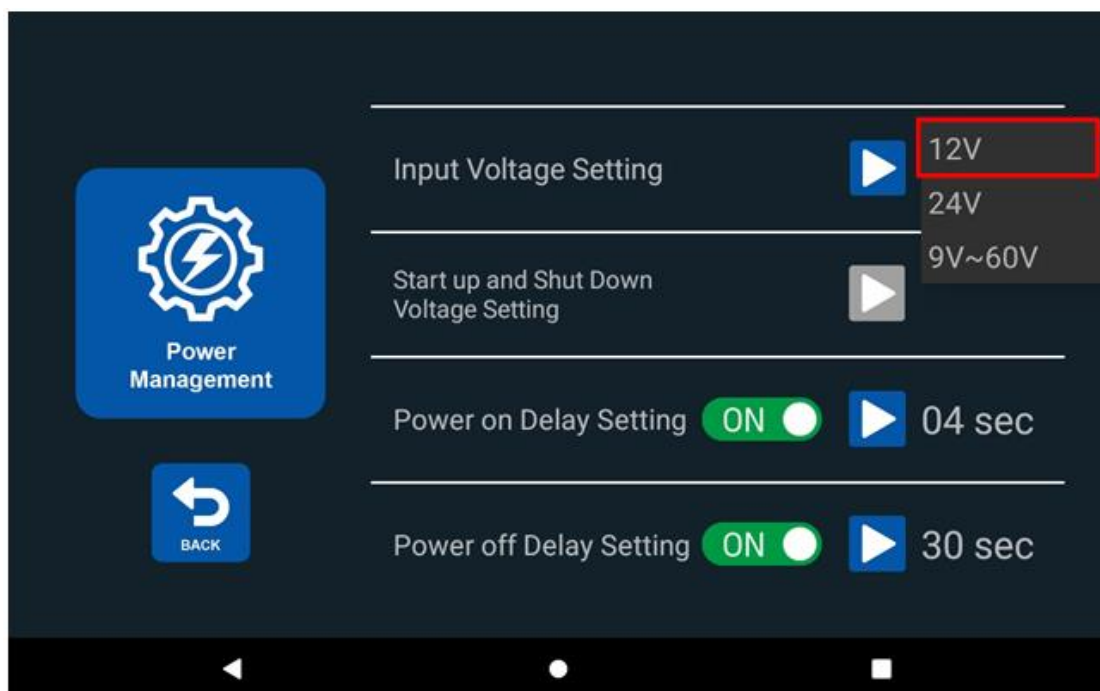 Power
Management
BACK
Input Voltage Setting
12V
24V
9V~60V
Start up and Shut Down
Voltage Setting
Power on Delay Setting ON 04 sec
Power off Delay Setting ON 30 sec